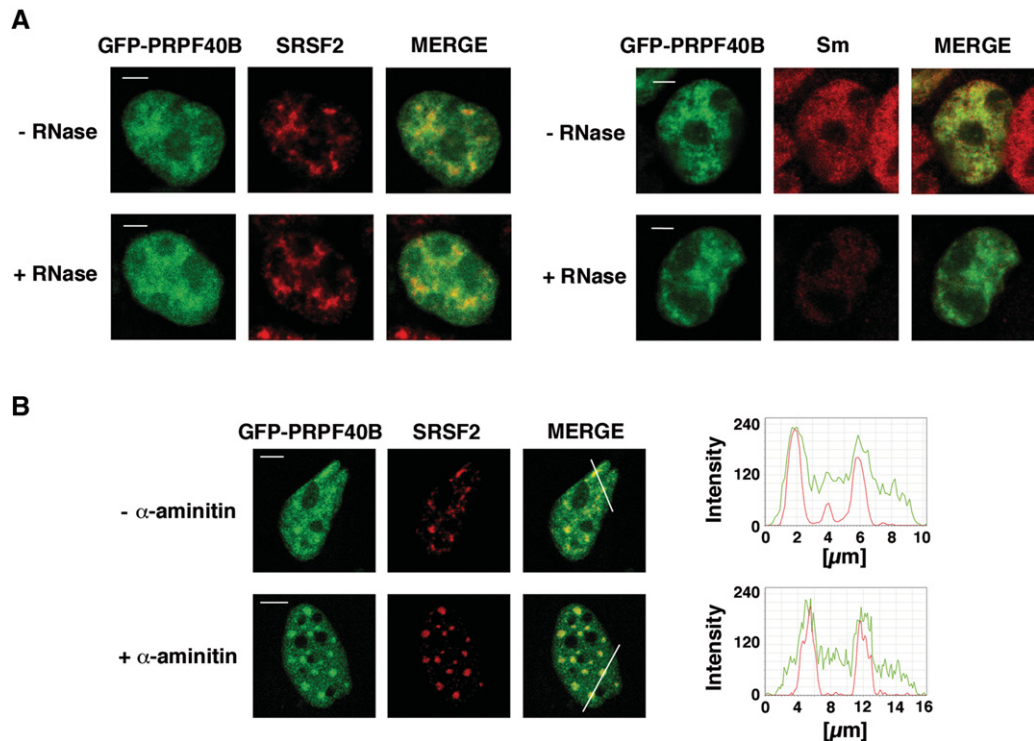 A
GFP-PRPF40B SRSF2 MERGE
- RNase
+ RNase
GFP-PRPF40B Sm MERGE
- RNase
+ RNase
B
GFP-PRPF40B SRSF2 MERGE
- α-aminitin
+ α-aminitin
Intensity
240
120
0
0 2 4 6 8 10
[µm]
Intensity
240
120
0
0 4 8 12 16
[µm]